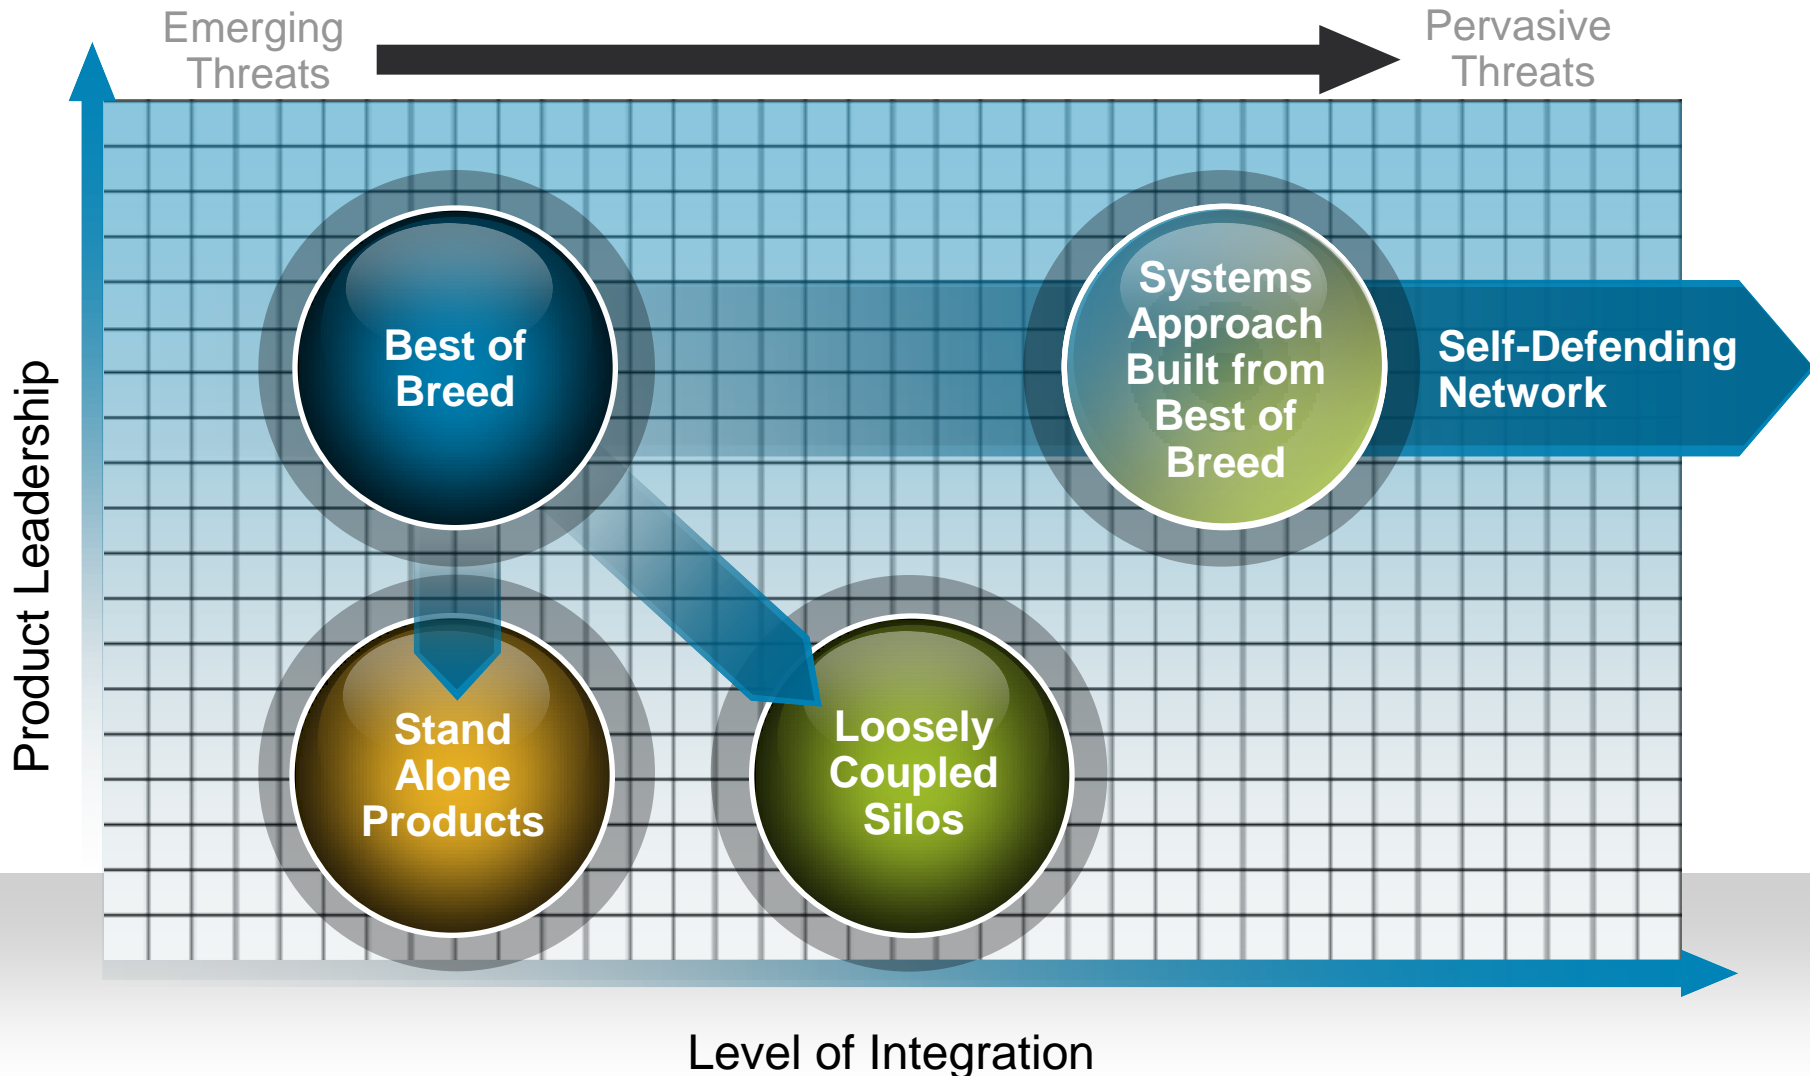 Emerging
Threats
Pervasive
Threats
Product Leadership
Best of
Breed
Systems
Approach
Built from
Best of
Breed
Self-Defending
Network
Stand
Alone
Products
Loosely
Coupled
Silos
Level of Integration